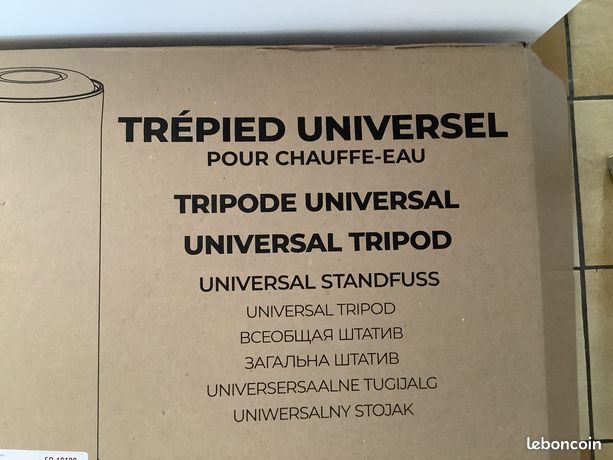 TRÉPIED UNIVERSEL
POUR CHAUFFE-EAU
TRIPODE UNIVERSAL
UNIVERSAL TRIPOD
UNIVERSAL STANDFUSS
UNIVERSAL TRIPOD
ВСЕОБЩАЯ ШТАТИВ
ЗАГАЛЬНА ШТАТИВ
UNIVERSERSAALNE TUGIJALG
UNIWERSALNY STOJAK
leboncoin